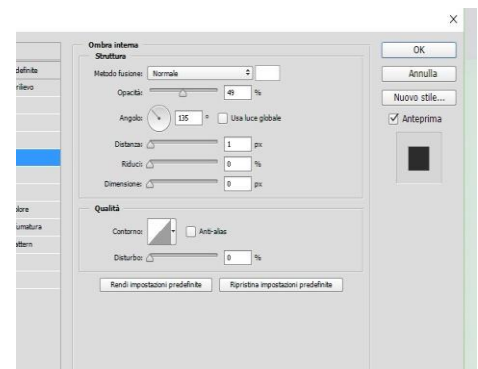 Ombra interna
Struttura
Metodo fusione: Normale
Opacità: 49 %
Angolo: 135 ° Usa luce globale
Distanza: 1 px
Riduci: 0 %
Dimensione: 0 px
Qualità
Contorno: Anti-alias
Disturbo: 0 %
Rendi impostazioni predefinite Ripristina impostazioni predefinite
OK
Annulla
Nuovo stile...
Anteprima
definite
rilievo
olore
umatura
attern